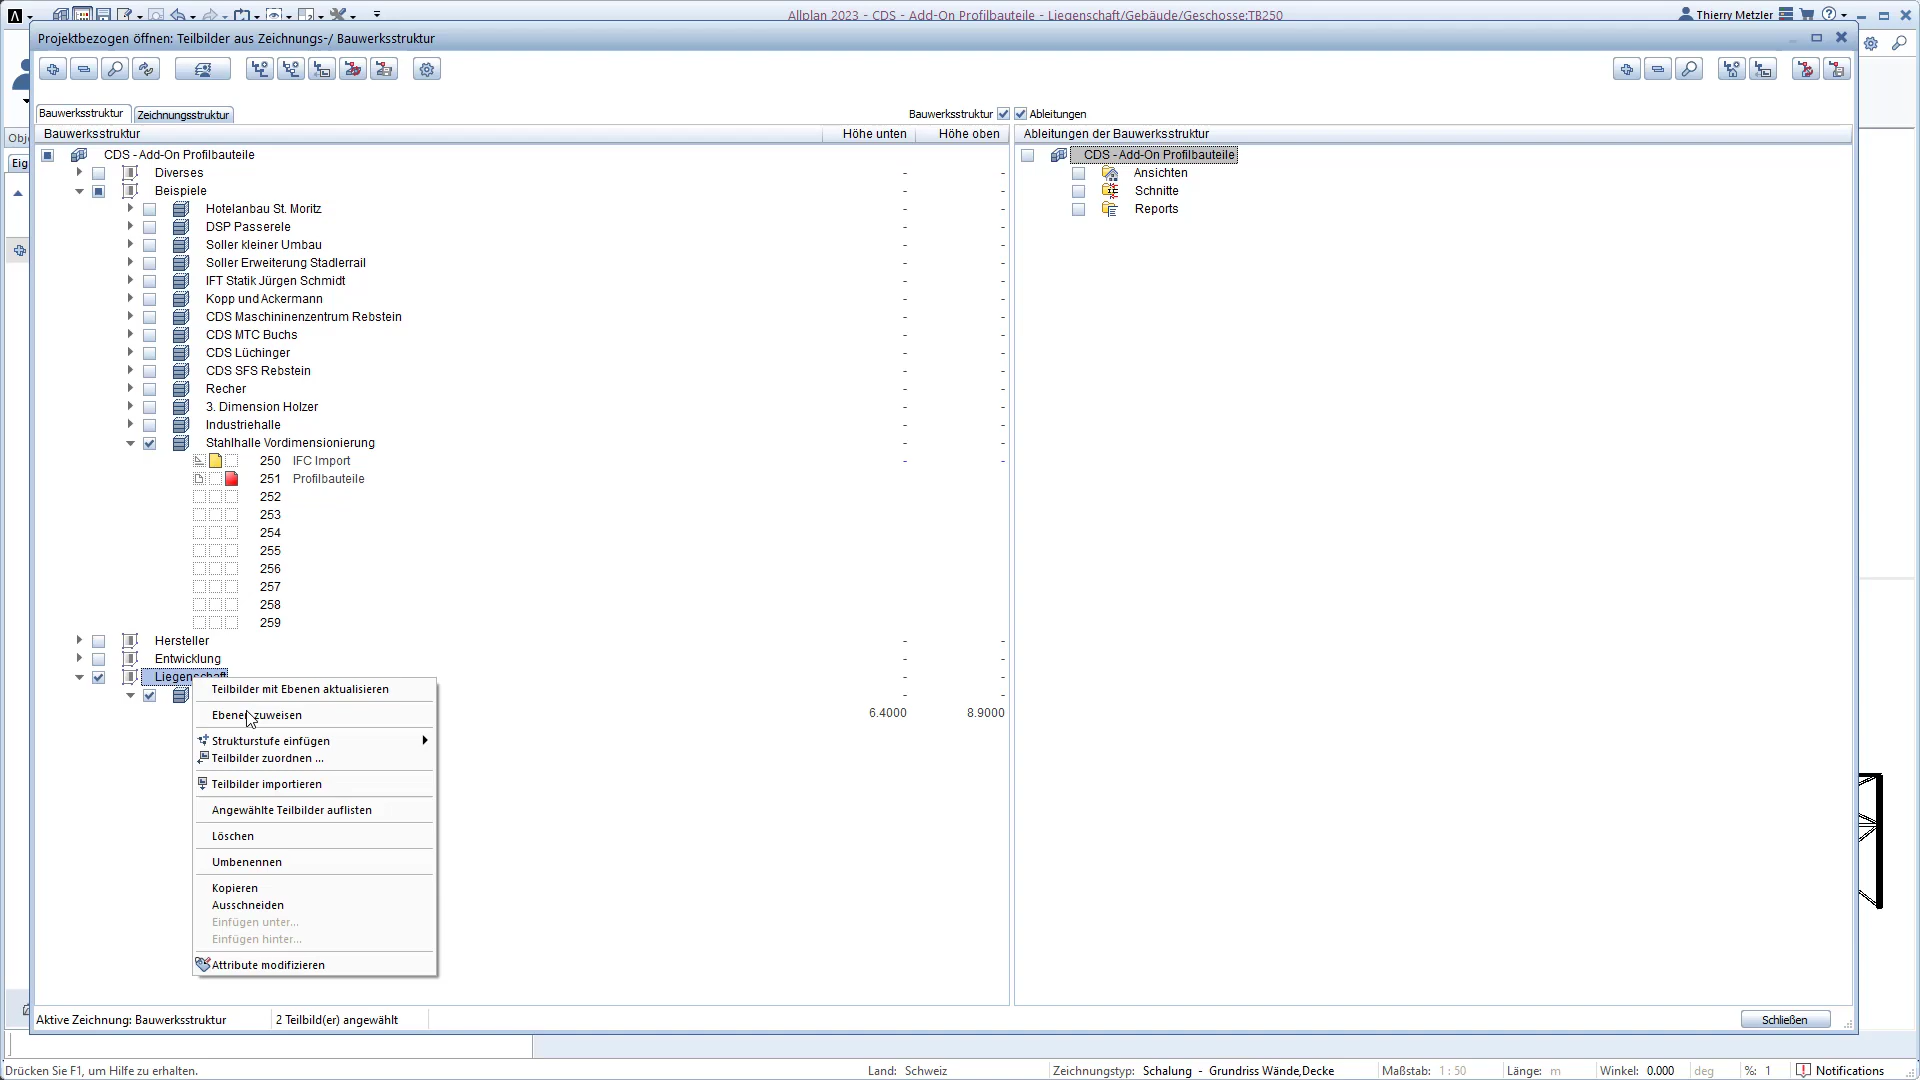 Allplan 2023 - CDS - Add-On Profilbauteile - Liegenschaft/Gebäude/Geschosse:TB250
Thierry Metzler
Projektbezogen öffnen: Teilbilder aus Zeichnungs-/ Bauwerksstruktur
Bauwerksstruktur
Zeichnungsstruktur
Bauwerksstruktur
Ableitungen
Bauwerksstruktur
Höhe unten
Höhe oben
Ableitungen der Bauwerksstruktur
CDS - Add-On Profilbauteile
CDS - Add-On Profilbauteile
Diverses - -
Ansichten
Beispiele - -
Schnitte
Hotelanbau St. Moritz - -
Reports
DSP Passerele - -
Soller kleiner Umbau - -
Soller Erweiterung Stadlerrail - -
IFT Statik Jürgen Schmidt - -
Kopp und Ackermann - -
CDS Maschininenzentrum Rebstein - -
CDS MTC Buchs - -
CDS Lüchinger - -
CDS SFS Rebstein - -
Recher - -
3. Dimension Holzer - -
Industriehalle - -
Stahlhalle Vordimensionierung - -
250 IFC Import - -
251 Profilbauteile
252
253
254
255
256
257
258
259
Hersteller - -
Entwicklung - -
Liegenschaft - -
- -
6.4000 8.9000
Teilbilder mit Ebenen aktualisieren
Ebenen zuweisen
Strukturstufe einfügen
Teilbilder zuordnen ...
Teilbilder importieren
Angewählte Teilbilder auflisten
Löschen
Umbenennen
Kopieren
Ausschneiden
Einfügen unter...
Einfügen hinter...
Attribute modifizieren
Obj
Eig
Aktive Zeichnung: Bauwerksstruktur
2 Teilbild(er) angewählt
Schließen
Drücken Sie F1, um Hilfe zu erhalten.
Land: Schweiz
Zeichnungstyp: Schalung - Grundriss Wände,Decke
Maßstab: 1 : 50
Länge: m
Winkel: 0.000 deg
%: 1
Notifications